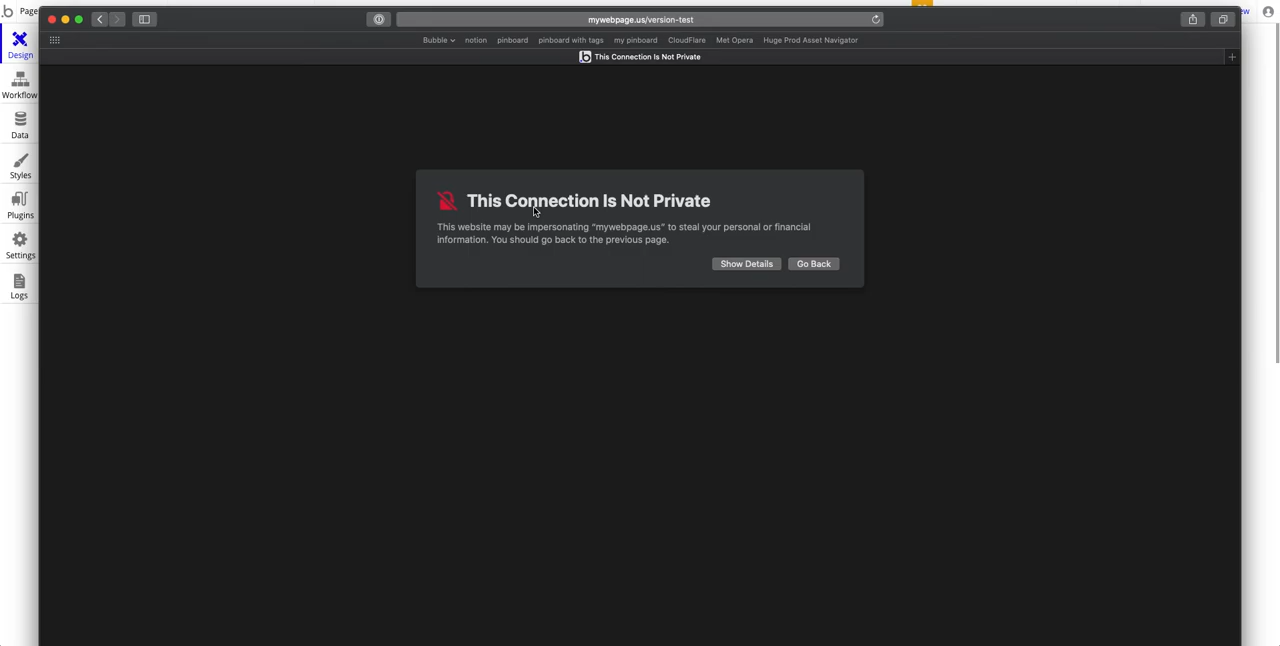 Page
ew
mywebpage.us/version-test
Bubble notion pinboard pinboard with tags my pinboard CloudFlare Met Opera Huge Prod Asset Navigator
This Connection Is Not Private
Design
Workflow
Data
Styles
Plugins
Settings
Logs
This Connection Is Not Private
This website may be impersonating "mywebpage.us" to steal your personal or financial
information. You should go back to the previous page.
Show Details Go Back